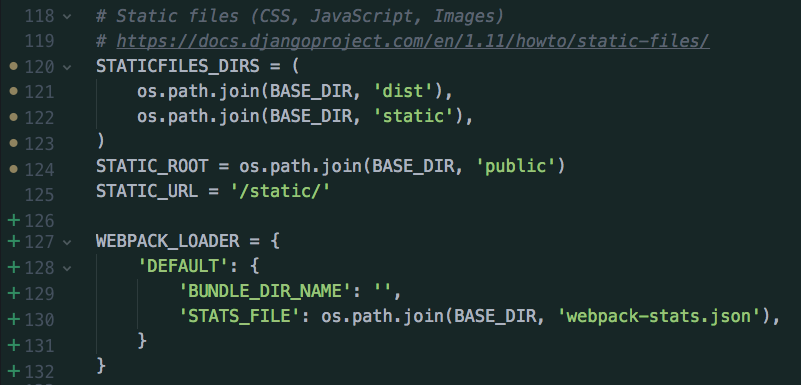 118 # Static files (CSS, JavaScript, Images)
119 # https://docs.djangoproject.com/en/1.11/howto/static-files/
120 STATICFILES_DIRS = (
121     os.path.join(BASE_DIR, 'dist'),
122     os.path.join(BASE_DIR, 'static'),
123 )
124 STATIC_ROOT = os.path.join(BASE_DIR, 'public')
125 STATIC_URL = '/static/'
+ 126
+ 127 WEBPACK_LOADER = {
+ 128     'DEFAULT': {
+ 129         'BUNDLE_DIR_NAME': '',
+ 130         'STATS_FILE': os.path.join(BASE_DIR, 'webpack-stats.json'),
+ 131     }
+ 132 }